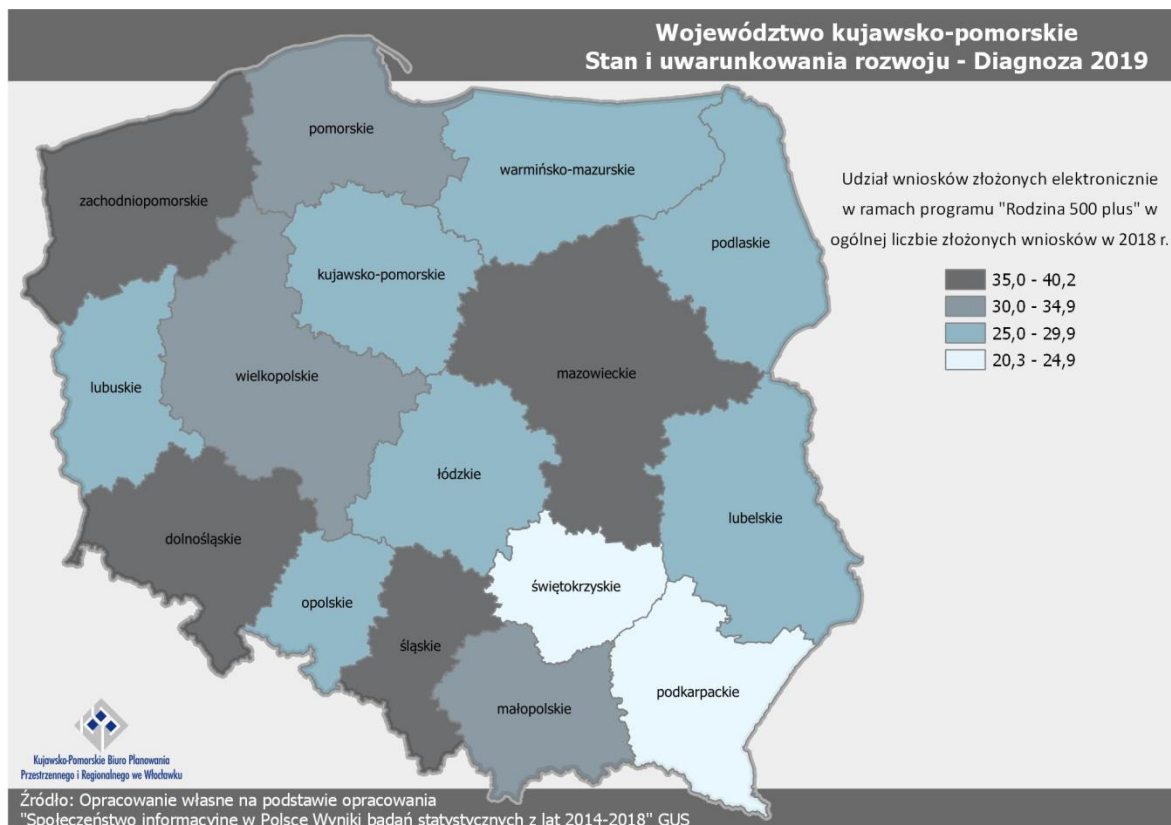 Województwo kujawsko-pomorskie
Stan i uwarunkowania rozwoju - Diagnoza 2019
pomorskie
warmińsko-mazurskie
zachodniopomorskie
podlaskie
kujawsko-pomorskie
mazowieckie
wielkopolskie
lubuskie
łódzkie
lubelskie
dolnośląskie
świętokrzyskie
opolskie
śląskie
podkarpackie
małopolskie
Udział wniosków złożonych elektronicznie
w ramach programu "Rodzina 500 plus" w
ogólnej liczbie złożonych wniosków w 2018 r.
35,0 - 40,2
30,0 - 34,9
25,0 - 29,9
20,3 - 24,9
Kujawsko-Pomorskie Biuro Planowania
Przestrzennego i Regionalnego we Włocławku
Źródło: Opracowanie własne na podstawie opracowania
"Społeczeństwo informacyjne w Polsce Wyniki badań statystycznych z lat 2014-2018" GUS